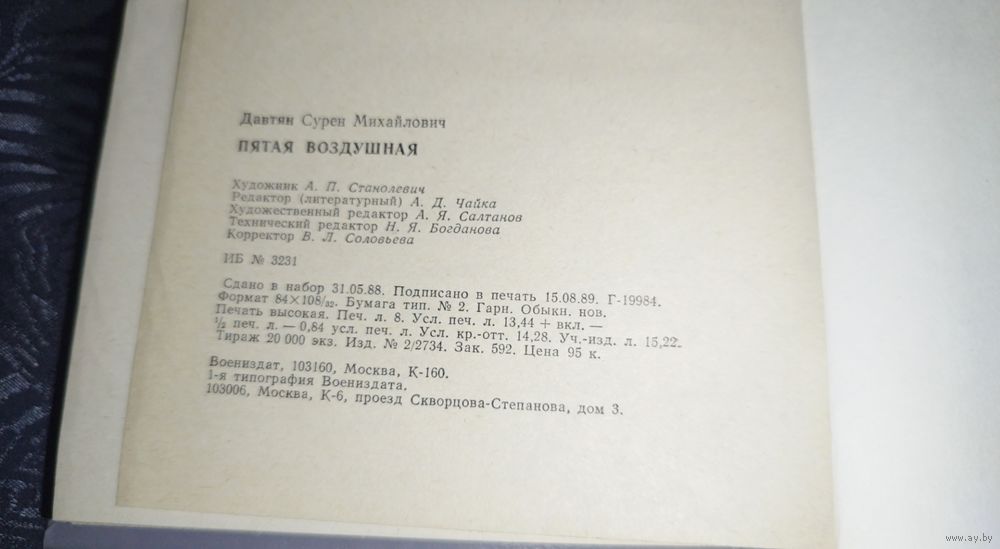 Давтян Сурен Михайлович
ПЯТАЯ ВОЗДУШНАЯ
Художник А. П. Станолевич
Редактор (литературный) А. Д. Чайка
Художественный редактор А. Я. Салтанов
Технический редактор Н. Я. Богданова
Корректор В. Л. Соловьева
ИБ № 3231
Сдано в набор 31.05.88. Подписано в печать 15.08.89. Г-19984.
Формат 84×108/32. Бумага тип. № 2. Гарн. Обыкн. нов.
Печать высокая. Печ. л. 8. Усл. печ. л. 13,44 + вкл. —
1/2 печ. л. — 0,84 усл. печ. л. Усл. кр.-отт. 14,28. Уч.-изд. л. 15,22.
Тираж 20 000 экз. Изд. № 2/2734. Зак. 592. Цена 95 к.
Воениздат, 103160, Москва, К-160.
1-я типография Воениздата.
103006, Москва, К-6, проезд Скворцова-Степанова, дом 3.
www.ay.by